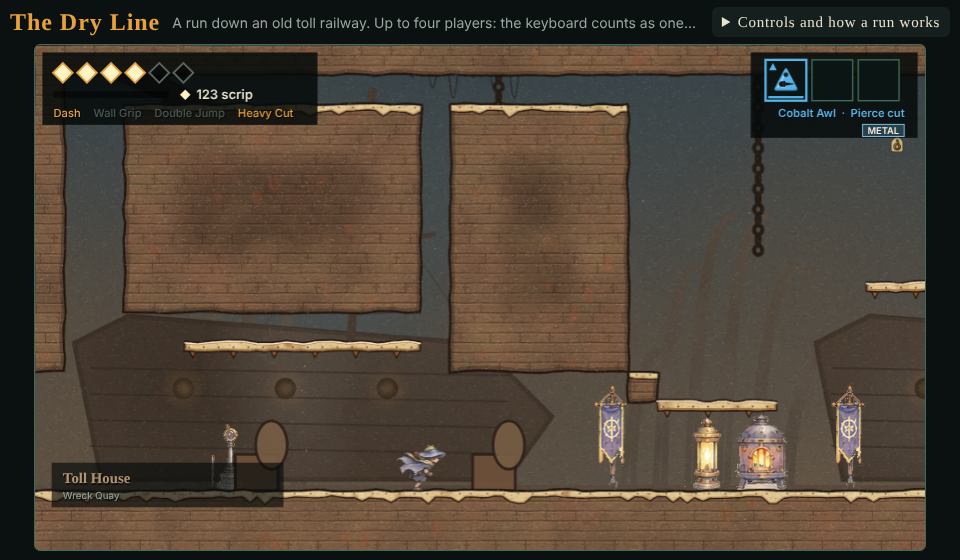 The Dry Line
A run down an old toll railway. Up to four players: the keyboard counts as one...
▶ Controls and how a run works
123 scrip
Dash Wall Grip Double Jump Heavy Cut
Cobalt Awl · Pierce cut
METAL
Toll House
Wreck Quay